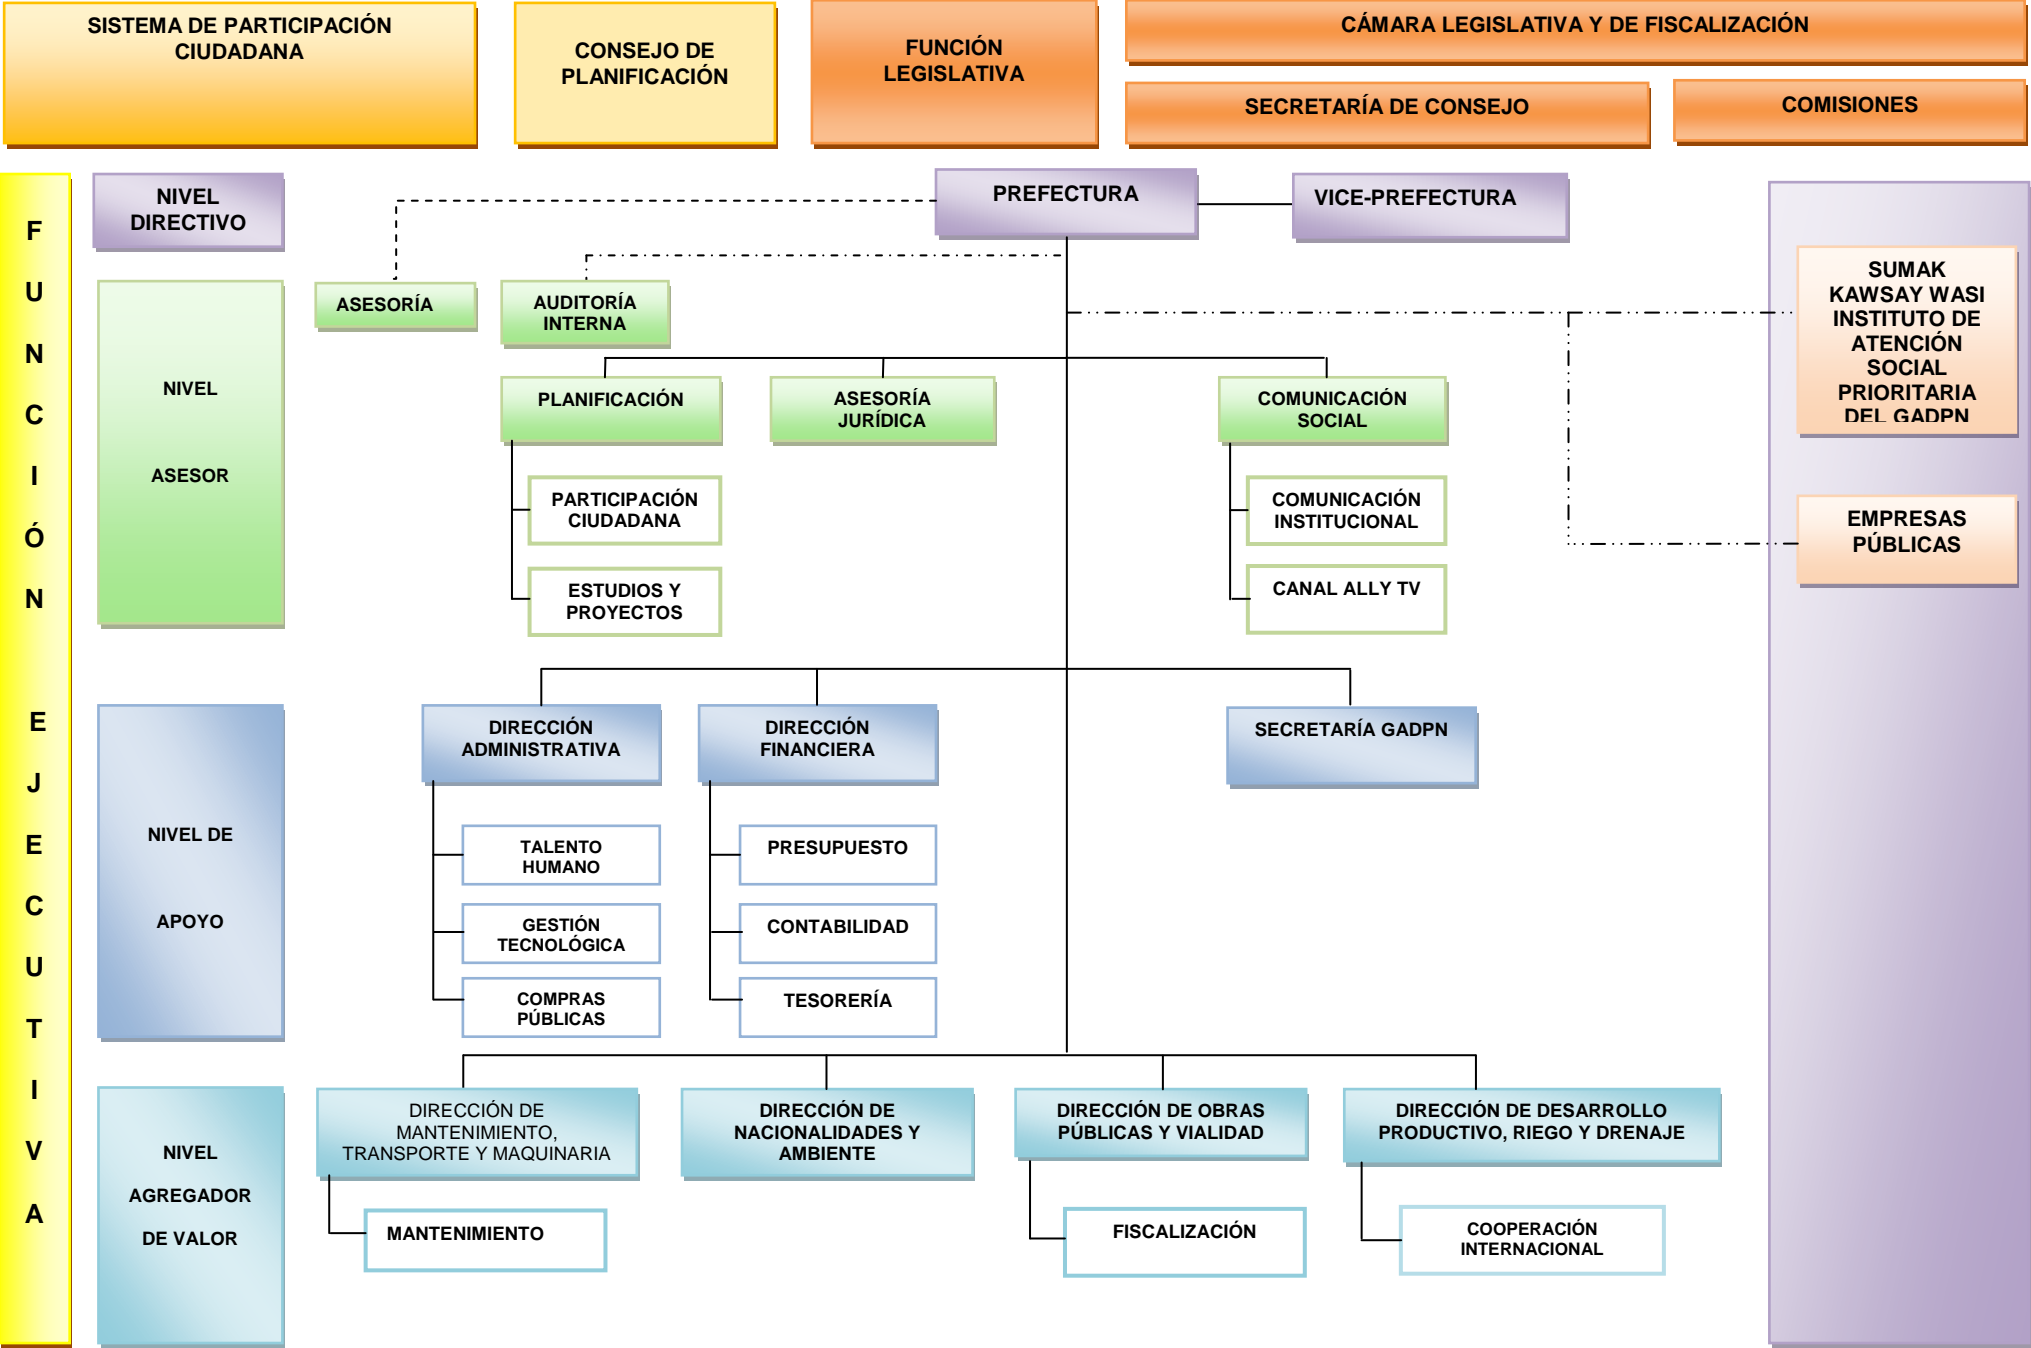 SISTEMA DE PARTICIPACIÓN
CIUDADANA
CONSEJO DE
PLANIFICACIÓN
FUNCIÓN
LEGISLATIVA
CÁMARA LEGISLATIVA Y DE FISCALIZACIÓN
SECRETARÍA DE CONSEJO
COMISIONES
F
U
N
C
I
Ó
N
E
J
E
C
U
T
I
V
A
NIVEL
DIRECTIVO
PREFECTURA
VICE-PREFECTURA
NIVEL
ASESOR
ASESORÍA
AUDITORÍA
INTERNA
PLANIFICACIÓN
ASESORÍA
JURÍDICA
COMUNICACIÓN
SOCIAL
PARTICIPACIÓN
CIUDADANA
ESTUDIOS Y
PROYECTOS
COMUNICACIÓN
INSTITUCIONAL
CANAL ALLY TV
SUMAK
KAWSAY WASI
INSTITUTO DE
ATENCIÓN
SOCIAL
PRIORITARIA
DEL GADPN
EMPRESAS
PÚBLICAS
NIVEL DE
APOYO
DIRECCIÓN
ADMINISTRATIVA
DIRECCIÓN
FINANCIERA
SECRETARÍA GADPN
TALENTO
HUMANO
GESTIÓN
TECNOLÓGICA
COMPRAS
PÚBLICAS
PRESUPUESTO
CONTABILIDAD
TESORERÍA
NIVEL
AGREGADOR
DE VALOR
DIRECCIÓN DE
MANTENIMIENTO,
TRANSPORTE Y MAQUINARIA
DIRECCIÓN DE
NACIONALIDADES Y
AMBIENTE
DIRECCIÓN DE OBRAS
PÚBLICAS Y VIALIDAD
DIRECCIÓN DE DESARROLLO
PRODUCTIVO, RIEGO Y DRENAJE
MANTENIMIENTO
FISCALIZACIÓN
COOPERACIÓN
INTERNACIONAL